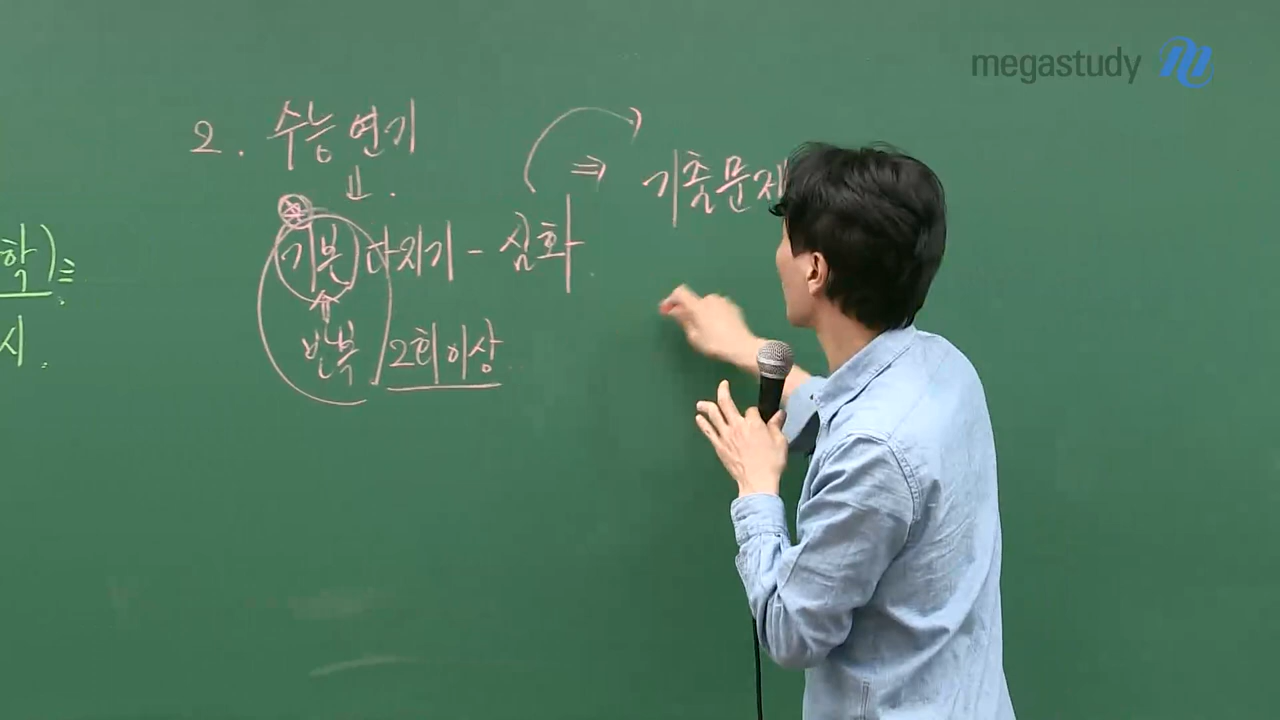 megastudy
2. 수능 연기
⇓.
기본 다지기 - 심화 ⇒ 기출문제
⇑
반복 2회 이상
학)
시.